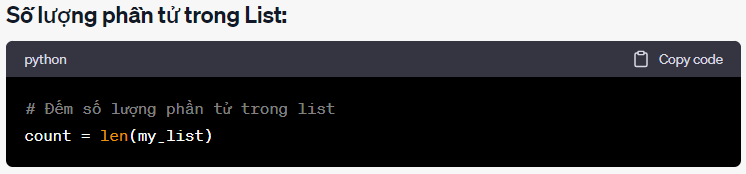 Số lượng phần tử trong List:
python
Copy code
# Đếm số lượng phần tử trong list
count = len(my_list)